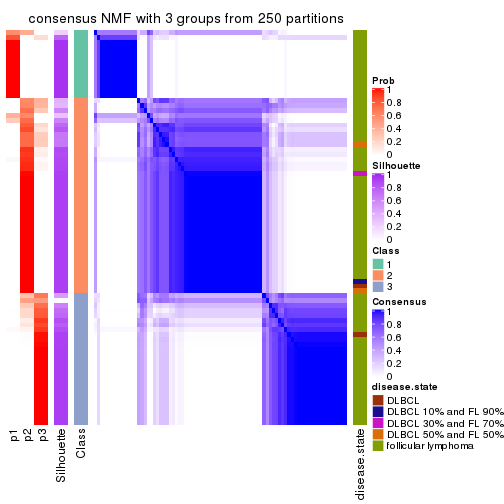 consensus NMF with 3 groups from 250 partitions
Prob
1
0.8
0.6
0.4
0.2
0
Silhouette
1
0.8
0.6
0.4
0.2
0
Class
1
2
3
Consensus
1
0.8
0.6
0.4
0.2
0
disease.state
DLBCL
DLBCL 10% and FL 90%
DLBCL 30% and FL 70%
DLBCL 50% and FL 50%
follicular lymphoma
p1
p2
p3
Silhouette
Class
disease.state